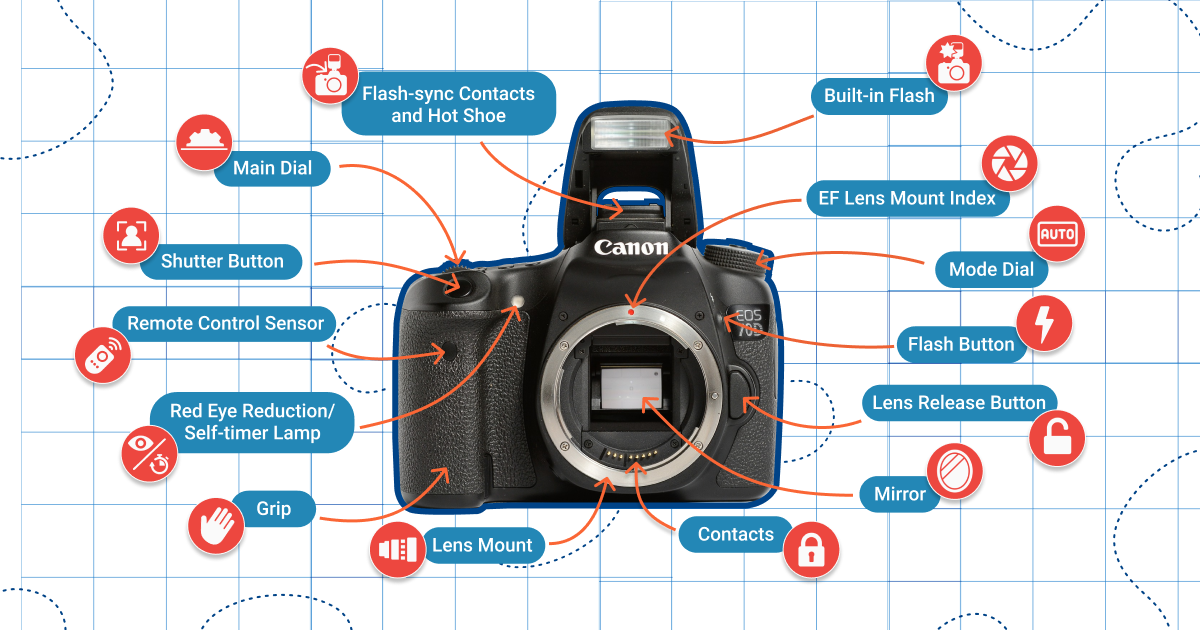 Flash-sync Contacts
and Hot Shoe
Built-in Flash
Main Dial
EF Lens Mount Index
AUTO
Shutter Button
Canon
Mode Dial
Remote Control Sensor
EOS
70D
Flash Button
Red Eye Reduction/
Self-timer Lamp
Lens Release Button
Mirror
Grip
Lens Mount
Contacts